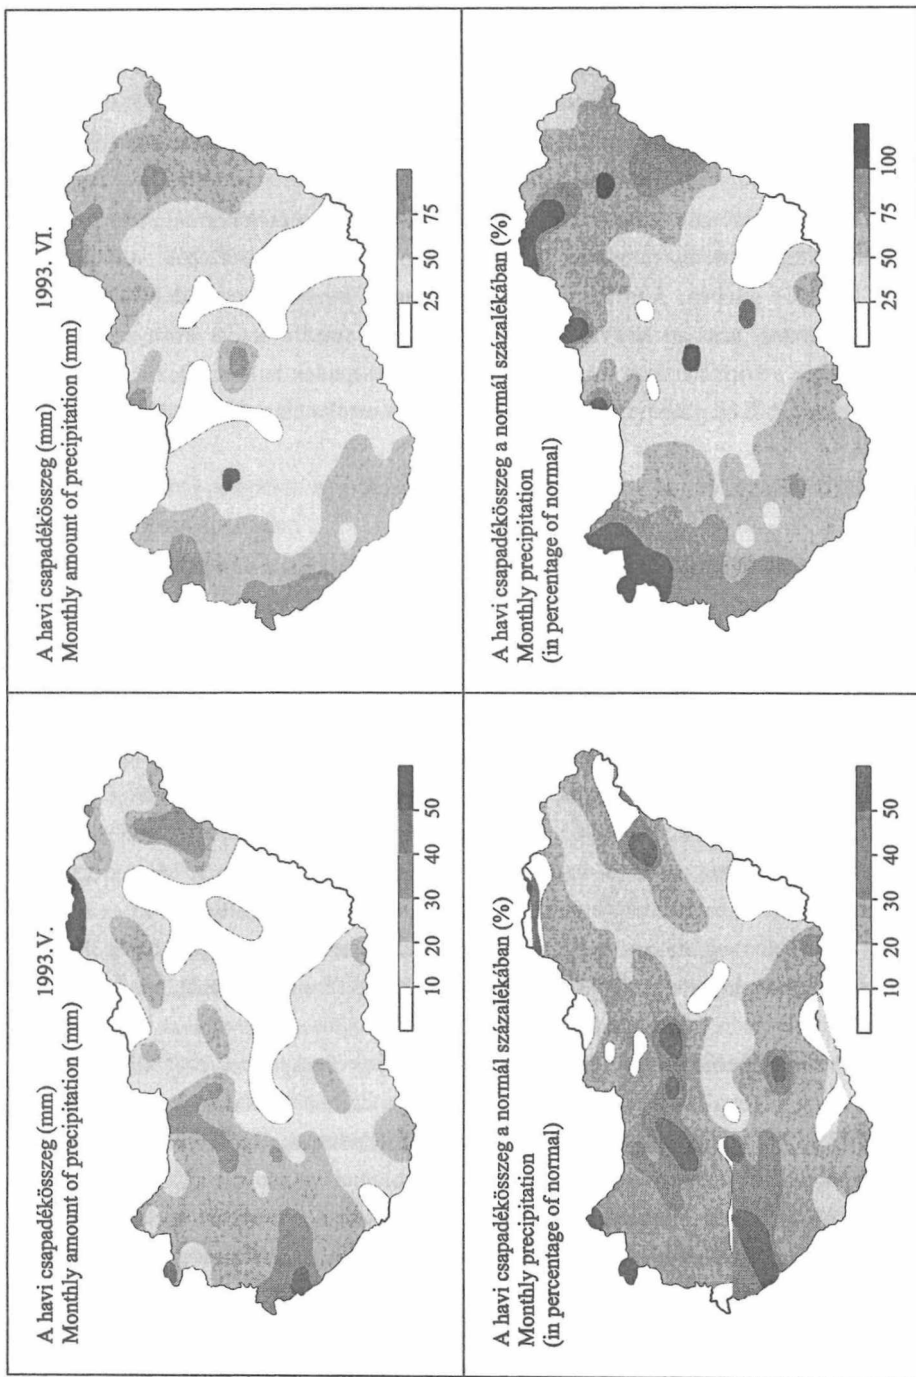 A havi csapadékösszeg (mm) 1993.V.
Monthly amount of precipitation (mm)
10 20 30 40 50
A havi csapadékösszeg (mm) 1993. VI.
Monthly amount of precipitation (mm)
25 50 75
A havi csapadékösszeg a normál százalékában (%)
Monthly precipitation
(in percentage of normal)
10 20 30 40 50
A havi csapadékösszeg a normál százalékában (%)
Monthly precipitation
(in percentage of normal)
25 50 75 100